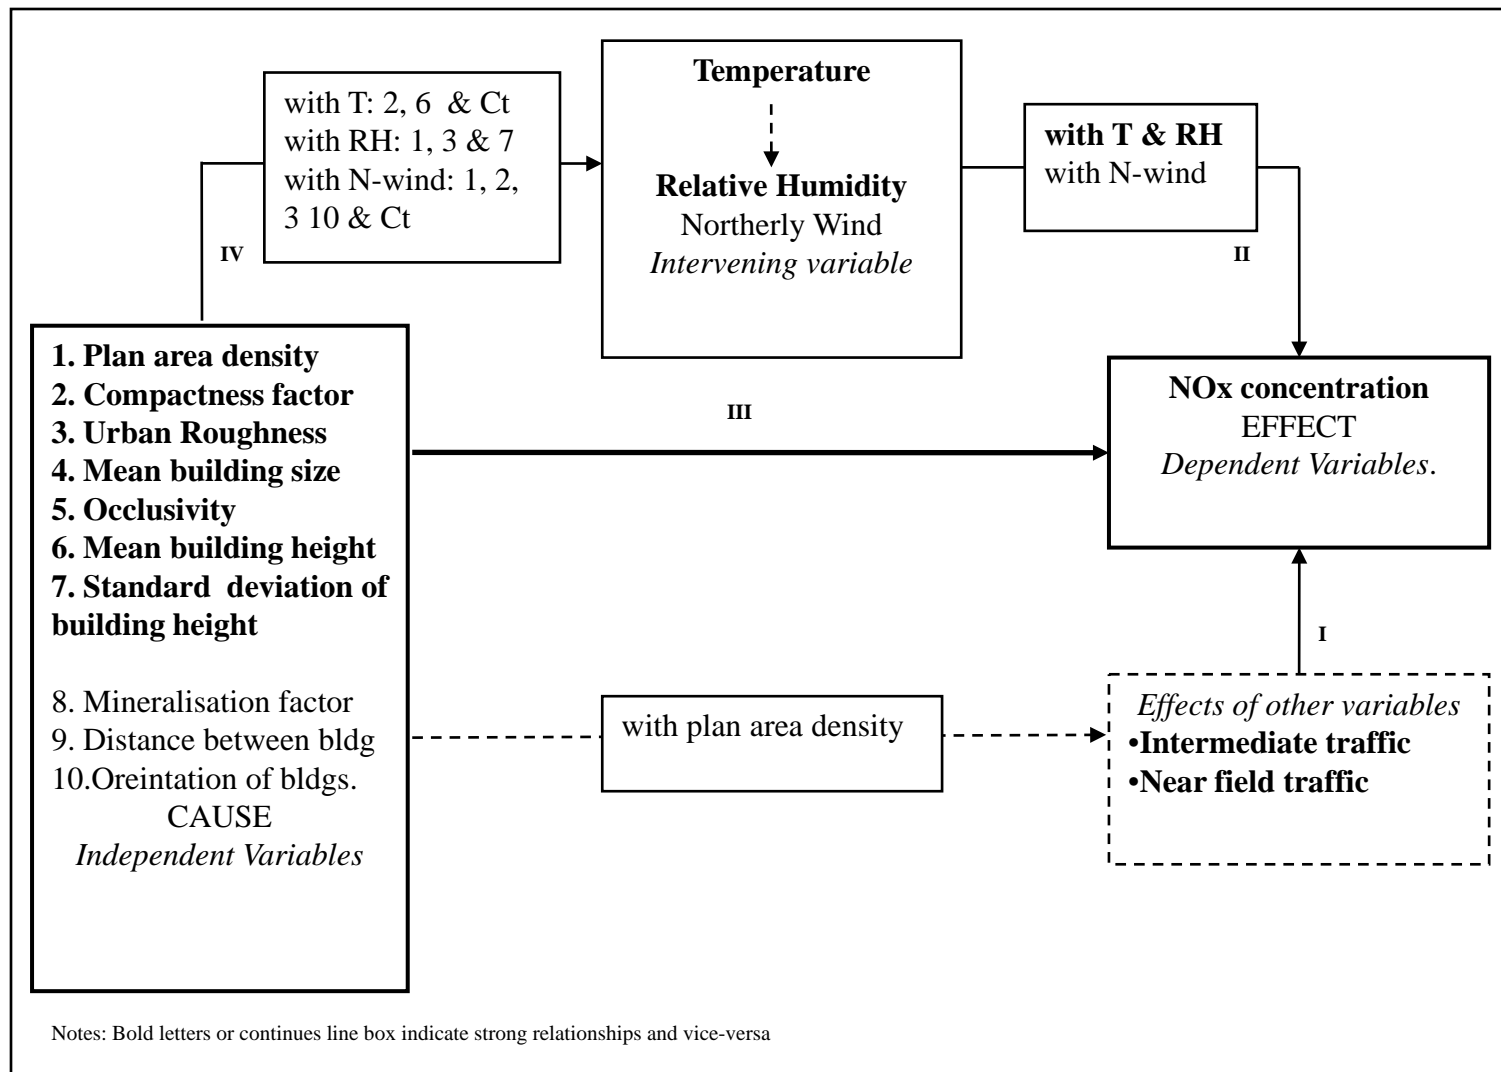 Temperature
Relative Humidity
Northerly Wind
Intervening variable
with T: 2, 6 & Ct
with RH: 1, 3 & 7
with N-wind: 1, 2,
3 10 & Ct
with T & RH
with N-wind
IV
II
1. Plan area density
2. Compactness factor
3. Urban Roughness
4. Mean building size
5. Occlusivity
6. Mean building height
7. Standard deviation of
building height
8. Mineralisation factor
9. Distance between bldg
10.Oreintation of bldgs.
CAUSE
Independent Variables
III
NOx concentration
EFFECT
Dependent Variables.
I
with plan area density
Effects of other variables
•Intermediate traffic
•Near field traffic
Notes: Bold letters or continues line box indicate strong relationships and vice-versa